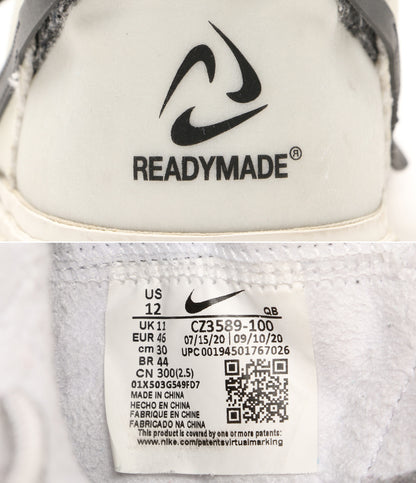 READYMADE®
US
12
QB
UK 11
CZ3589-100
EUR 46
07/15/20
09/10/20
cm 30
UPC 00194501767026
BR 44
CN 300(2.5)
01XS03G549FD7
MADE IN CHINA
HECHO EN CHINA
FABRIQUE EN CHINE
FABRICADO NA CHINA
This product is covered by one or more patents.
www.nike.com/patentsvirtualmarking